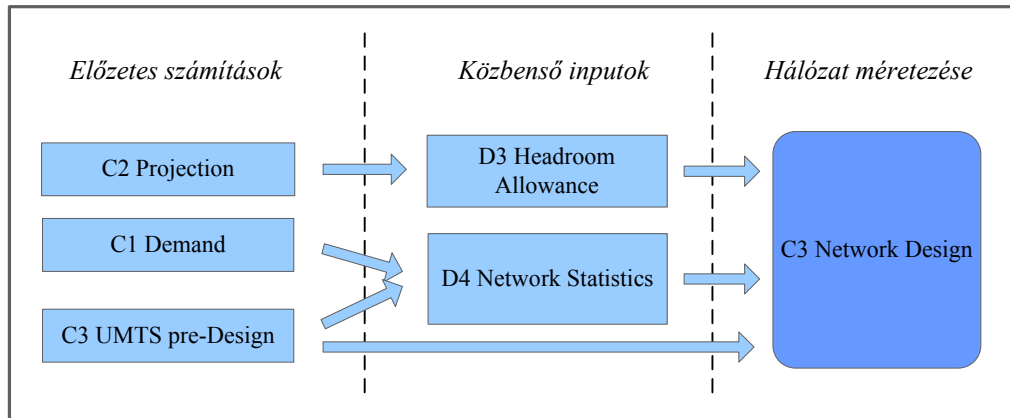 Előzetes számítások
Közbenső inputok
Hálózat méretezése
C2 Projection
D3 Headroom
Allowance
C1 Demand
D4 Network Statistics
C3 UMTS pre-Design
C3 Network Design